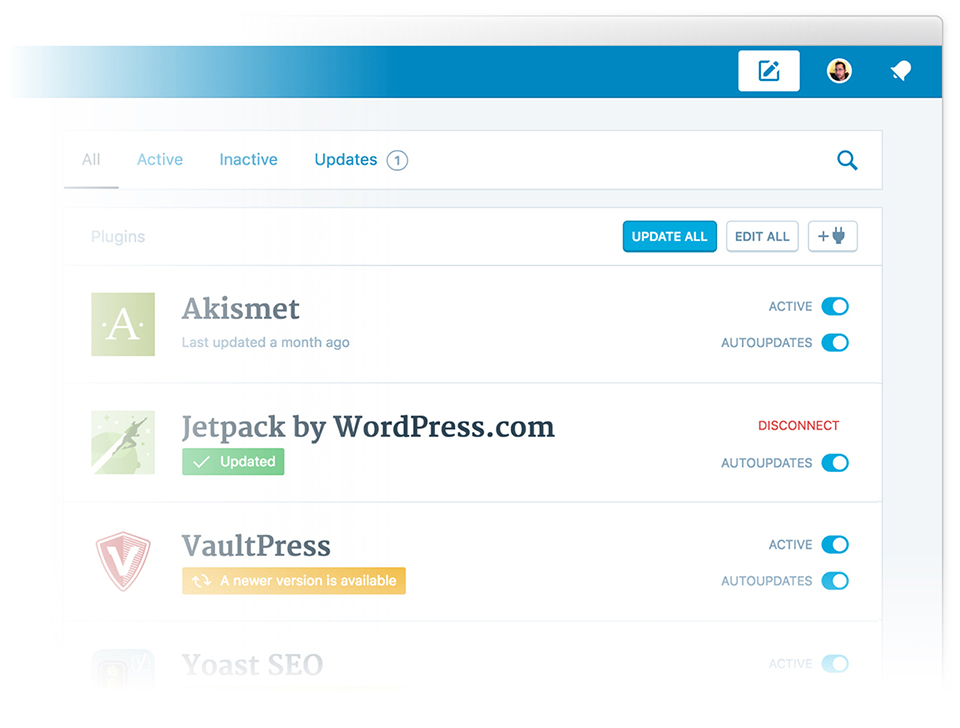 All Active Inactive Updates 1
Plugins UPDATE ALL EDIT ALL +
A
Akismet ACTIVE
Last updated a month ago AUTOUPDATES
Jetpack by WordPress.com DISCONNECT
Updated AUTOUPDATES
V
VaultPress ACTIVE
A newer version is available AUTOUPDATES
Yoast SEO ACTIVE